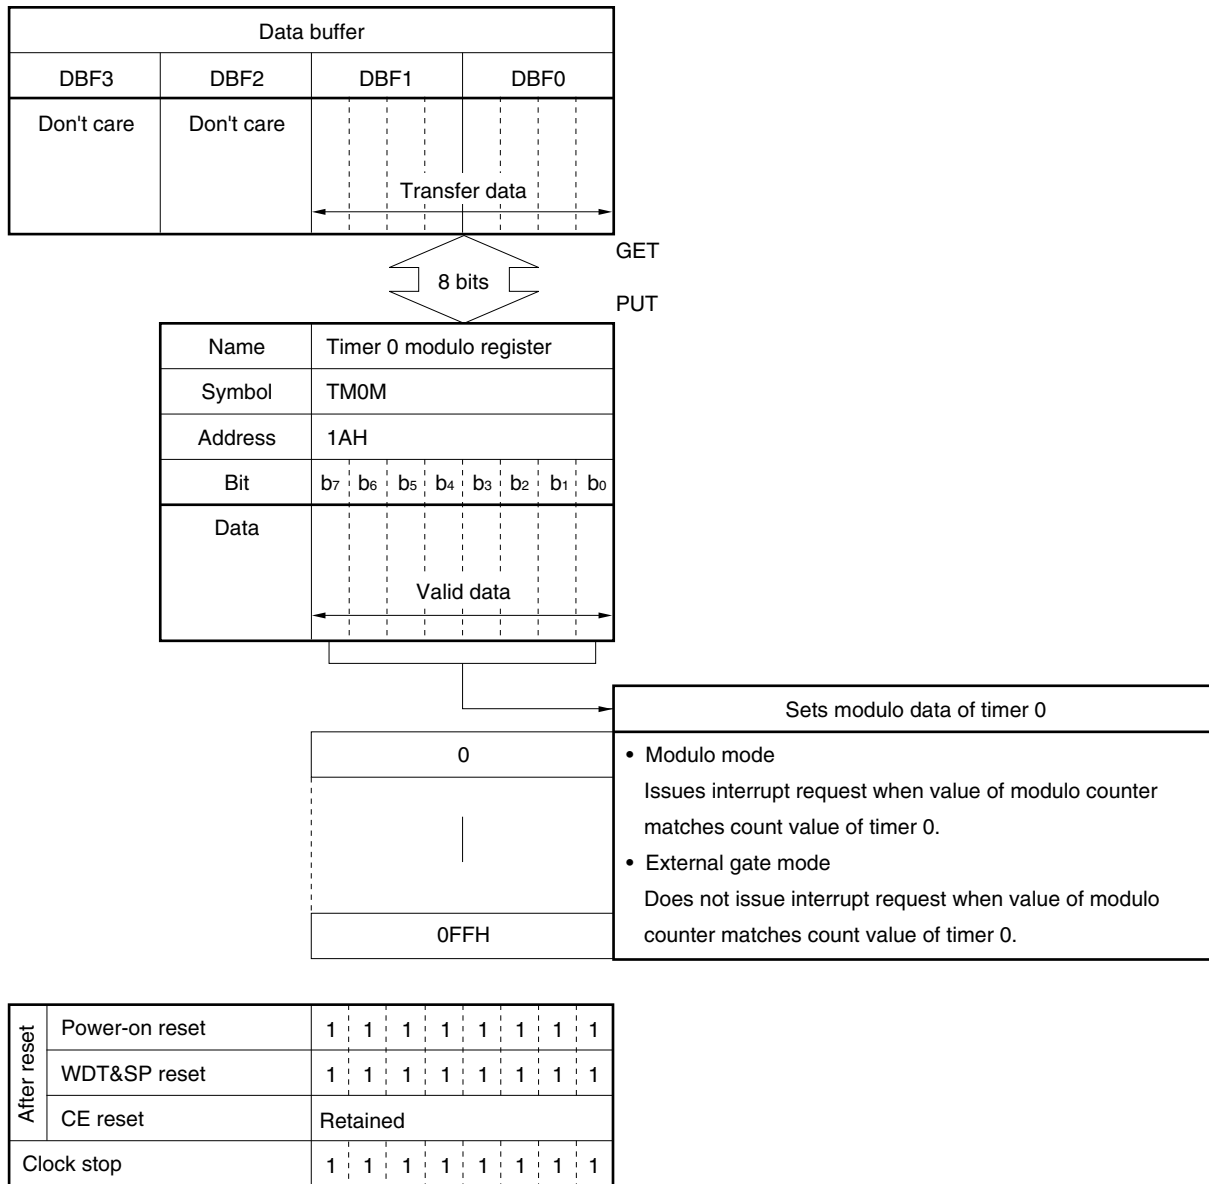 Data buffer
DBF3 DBF2 DBF1 DBF0
Don't care Don't care
Transfer data
GET
8 bits
PUT
Name Timer 0 modulo register
Symbol TM0M
Address 1AH
Bit b7 b6 b5 b4 b3 b2 b1 b0
Data
Valid data
Sets modulo data of timer 0
0
• Modulo mode
Issues interrupt request when value of modulo counter
matches count value of timer 0.
• External gate mode
Does not issue interrupt request when value of modulo
counter matches count value of timer 0.
0FFH
After reset
Power-on reset 1 1 1 1 1 1 1 1
WDT&SP reset 1 1 1 1 1 1 1 1
CE reset Retained
Clock stop 1 1 1 1 1 1 1 1